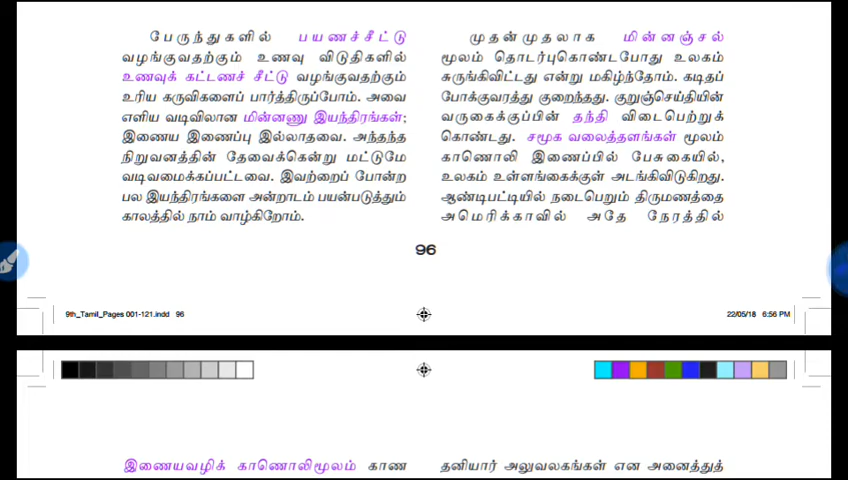 பேருந்துகளில் பயணச்சீட்டு
வழங்குவதற்கும் உணவு விடுதிகளில்
உணவுக் கட்டணச் சீட்டு வழங்குவதற்கும்
உரிய கருவிகளைப் பார்த்திருப்போம். அவை
எளிய வடிவிலான மின்னணு இயந்திரங்கள்;
இணைய இணைப்பு இல்லாதவை. அந்தந்த
நிறுவனத்தின் தேவைக்கென்று மட்டுமே
வடிவமைக்கப்பட்டவை. இவற்றைப் போன்ற
பல இயந்திரங்களை அன்றாடம் பயன்படுத்தும்
காலத்தில் நாம் வாழ்கிறோம்.
முதன்முதலாக மின்னஞ்சல்
மூலம் தொடர்புகொண்டபோது உலகம்
சுருங்கிவிட்டது என்று மகிழ்ந்தோம். கடிதப்
போக்குவரத்து குறைந்தது. குறுஞ்செய்தியின்
வருகைக்குப்பின் தந்தி விடைபெற்றுக்
கொண்டது. சமூக வலைத்தளங்கள் மூலம்
காணொலி இணைப்பில் பேசுகையில்,
உலகம் உள்ளங்கைக்குள் அடங்கிவிடுகிறது.
ஆண்டிபட்டியில் நடைபெறும் திருமணத்தை
அமெரிக்காவில் அதே நேரத்தில்
96
9th_Tamil_Pages 001-121.indd 96
22/05/18 6:56 PM
இணையவழிக் காணொலிமூலம் காண
தனியார் அலுவலகங்கள் என அனைத்துத்